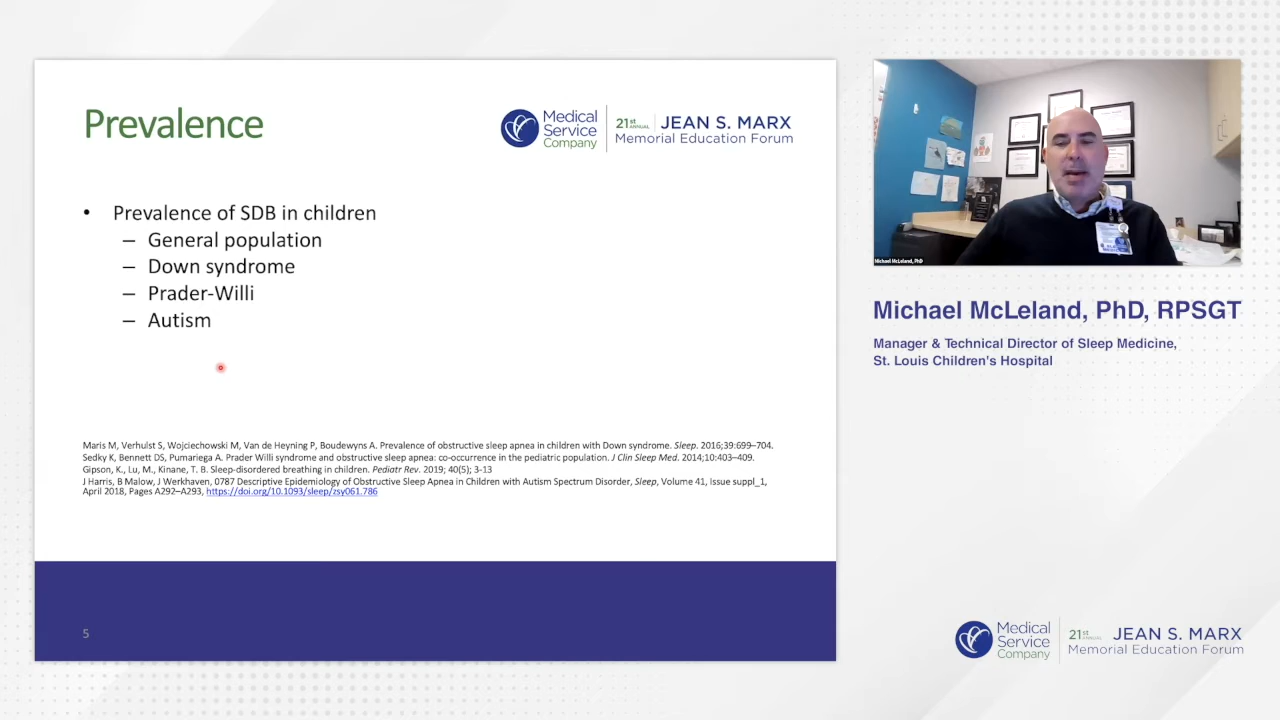 Prevalence
Medical
Service
Company
21st
ANNUAL
JEAN S. MARX
Memorial Education Forum
• Prevalence of SDB in children
– General population
– Down syndrome
– Prader-Willi
– Autism
Maris M, Verhulst S, Wojciechowski M, Van de Heyning P, Boudewyns A. Prevalence of obstructive sleep apnea in children with Down syndrome. Sleep. 2016;39:699–704.
Sedky K, Bennett DS, Pumariega A. Prader Willi syndrome and obstructive sleep apnea: co-occurrence in the pediatric population. J Clin Sleep Med. 2014;10:403–409.
Gipson, K., Lu, M., Kinane, T. B. Sleep-disordered breathing in children. Pediatr Rev. 2019; 40(5); 3-13
J Harris, B Malow, J Werkhaven, 0787 Descriptive Epidemiology of Obstructive Sleep Apnea in Children with Autism Spectrum Disorder, Sleep, Volume 41, Issue suppl_1,
April 2018, Pages A292–A293, https://doi.org/10.1093/sleep/zsy061.786
5
Michael McLeland, PhD
Michael McLeland, PhD, RPSGT
Manager & Technical Director of Sleep Medicine,
St. Louis Children's Hospital
Medical
Service
Company
21st
ANNUAL
JEAN S. MARX
Memorial Education Forum